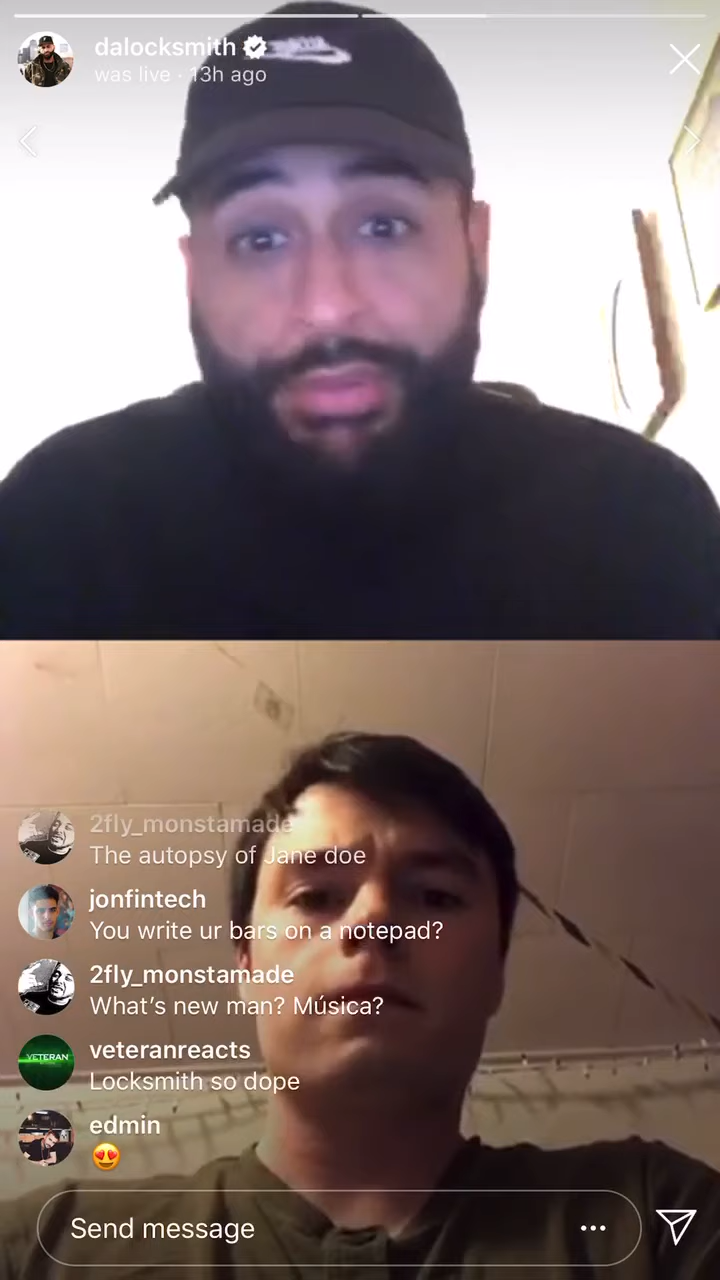 dalocksmith
was live · 13h ago
2fly_monstamade
The autopsy of Jane doe
jonfintech
You write ur bars on a notepad?
2fly_monstamade
What's new man? Música?
VETERAN
veteranreacts
Locksmith so dope
edmin
😍
Send message